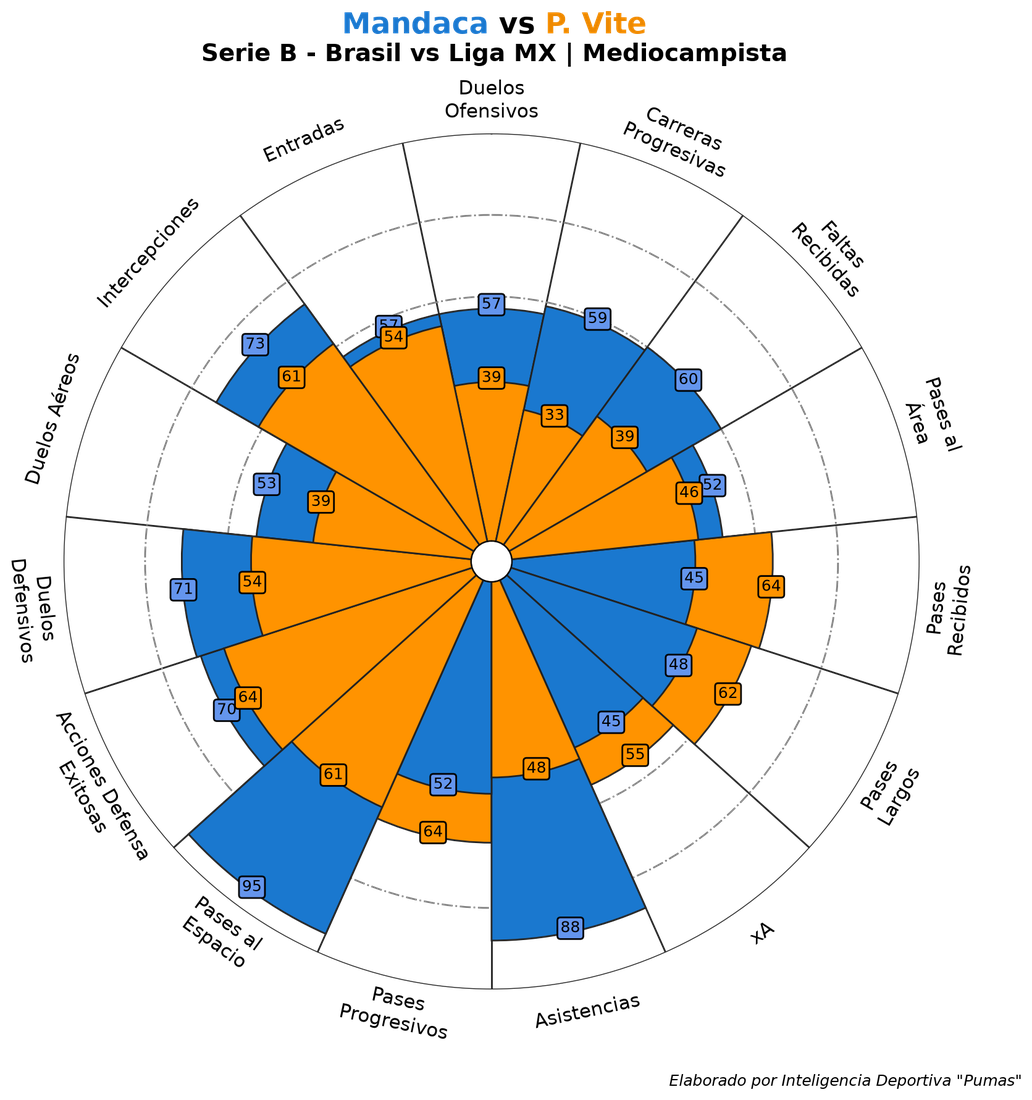 Mandaca vs P. Vite
Serie B - Brasil vs Liga MX | Mediocampista
Duelos
Ofensivos
57
39
Carreras
Progresivas
59
33
Faltas
Recibidas
60
39
Pases al
Área
52
46
Pases
Recibidos
45
64
Pases
Largos
48
62
xA
45
55
Asistencias
88
48
Pases
Progresivos
52
64
Pases al
Espacio
95
61
Acciones Defensa
Exitosas
70
64
Duelos
Defensivos
71
54
Duelos Aéreos
53
39
Intercepciones
73
61
Entradas
57
54
Elaborado por Inteligencia Deportiva "Pumas"